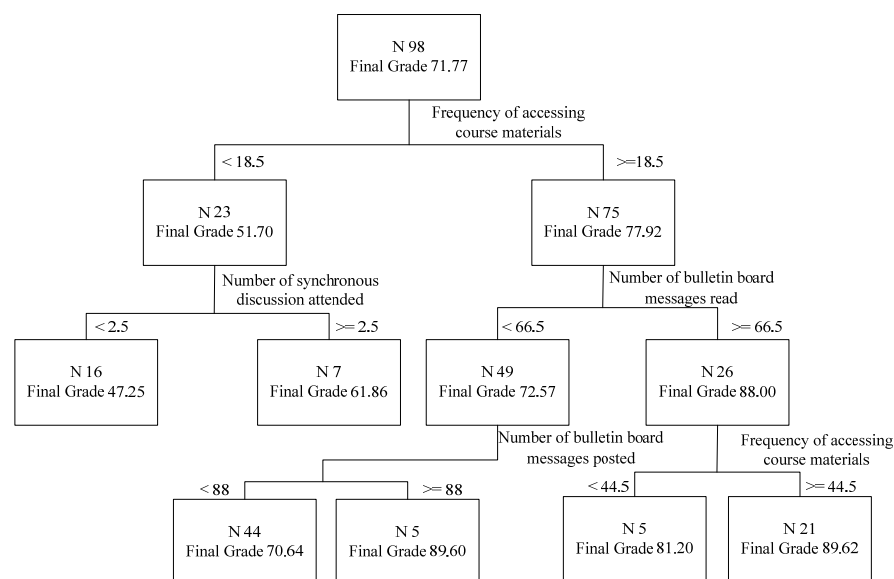 N 98
Final Grade 71.77
Frequency of accessing
course materials
< 18.5
>=18.5
N 23
Final Grade 51.70
N 75
Final Grade 77.92
Number of synchronous
discussion attended
Number of bulletin board
messages read
< 2.5
>= 2.5
< 66.5
>= 66.5
N 16
Final Grade 47.25
N 7
Final Grade 61.86
N 49
Final Grade 72.57
N 26
Final Grade 88.00
Number of bulletin board
messages posted
Frequency of accessing
course materials
<88
>= 88
< 44.5
>= 44.5
N 44
Final Grade 70.64
N 5
Final Grade 89.60
N 5
Final Grade 81.20
N 21
Final Grade 89.62